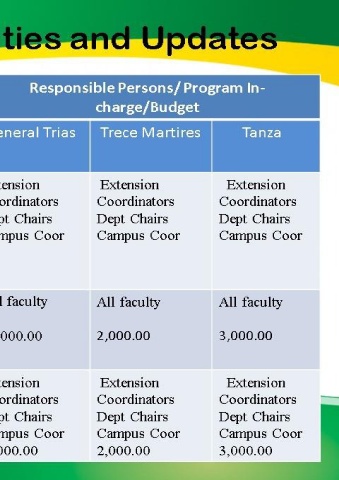 ties and Updates
Responsible Persons/ Program In-
charge/Budget
eneral Trias Trece Martires Tanza
tension Extension Extension
ordinators Coordinators Coordinators
pt Chairs Dept Chairs Dept Chairs
mpus Coor Campus Coor Campus Coor
l faculty All faculty All faculty
000.00 2,000.00 3,000.00
tension Extension Extension
ordinators Coordinators Coordinators
pt Chairs Dept Chairs Dept Chairs
mpus Coor Campus Coor Campus Coor
000.00 2,000.00 3,000.00